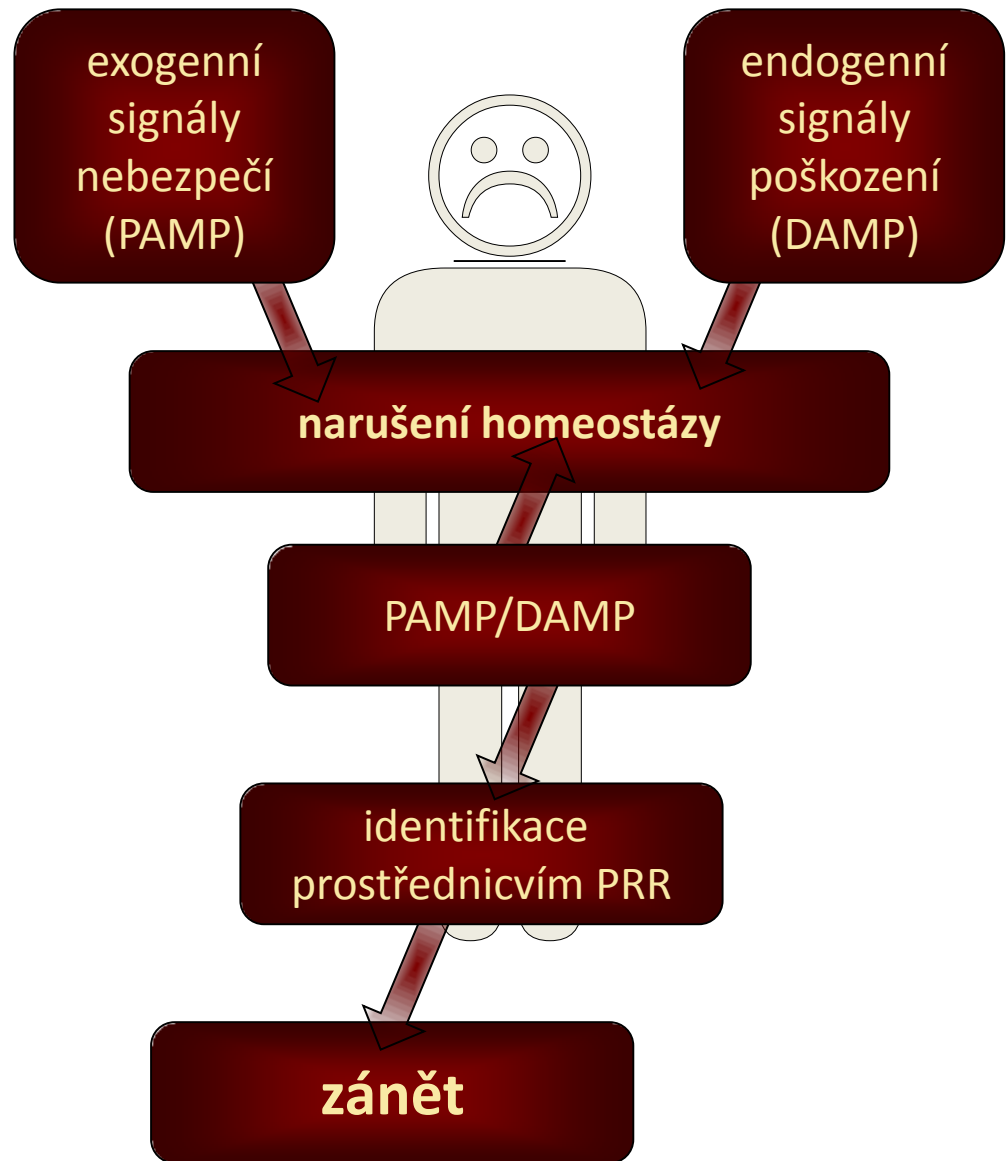 exogenní
signály
nebezpečí
(PAMP)
endogenní
signály
poškození
(DAMP)
narušení homeostázy
PAMP/DAMP
identifikace
prostřednicvím PRR
zánět